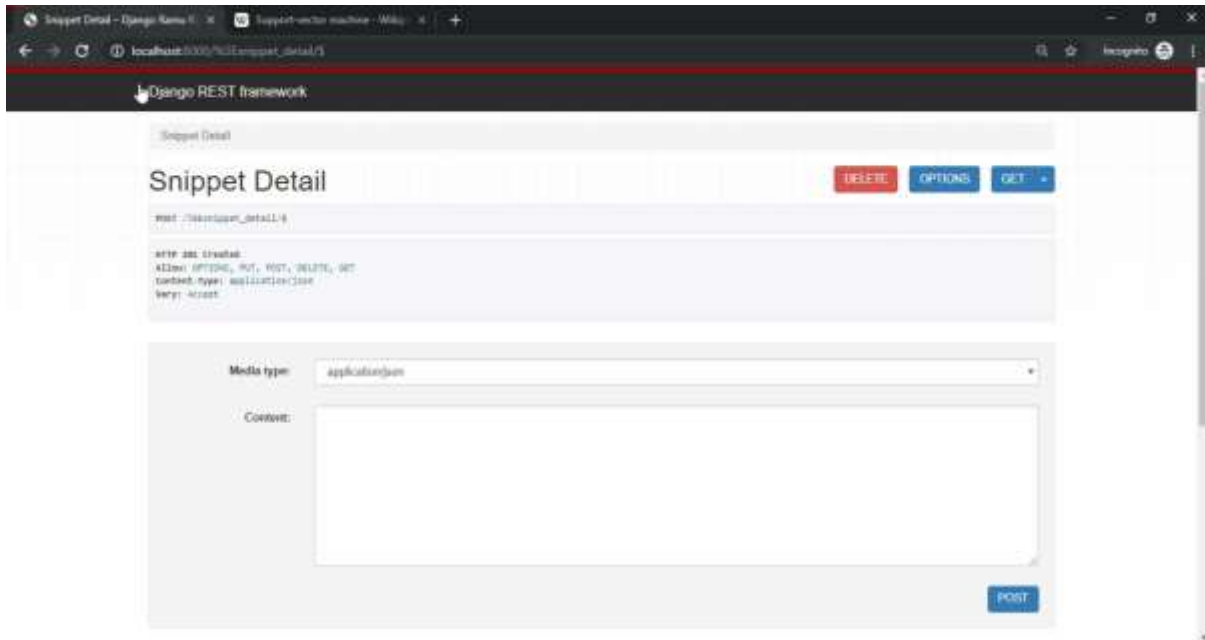 Snippet Detail - Django
Support-vector machine - Wiki
localhost:8000/
Incognito
Django REST framework
Snippet Detail
Snippet Detail
DELETE
OPTIONS
GET
POST
HTTP 201 Created
Allow: OPTIONS, PUT, POST, DELETE, GET
Content-Type: application/json
Vary: Accept
Media type:
application/json
Content:
POST